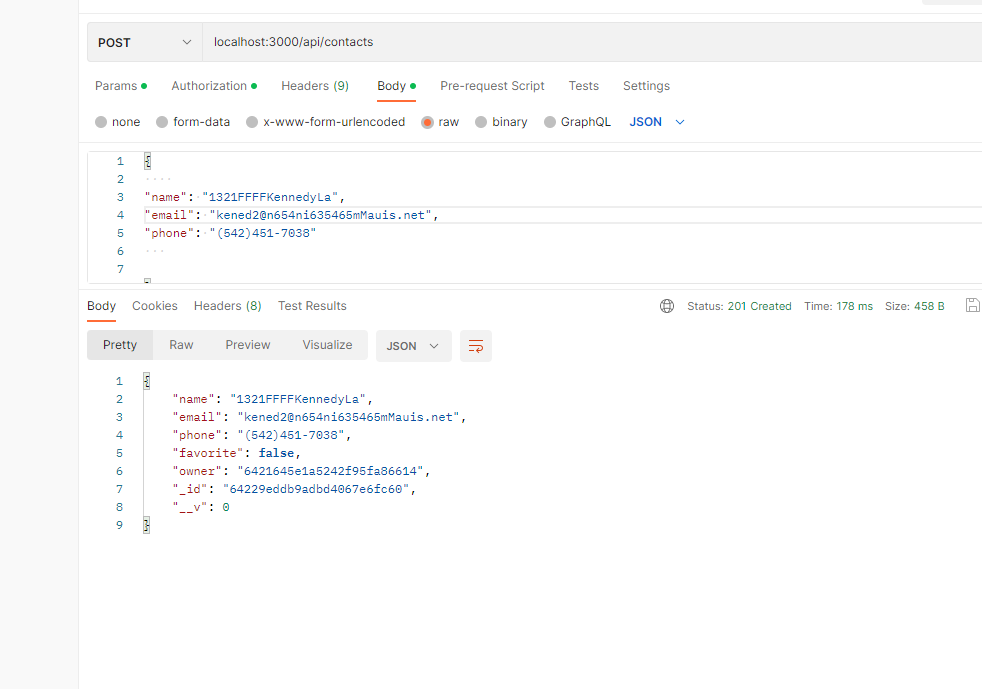 POST localhost:3000/api/contacts
Params Authorization Headers (9) Body Pre-request Script Tests Settings
none form-data x-www-form-urlencoded raw binary GraphQL JSON
1 {
2
3 "name": "1321FFFFKennedyLa",
4 "email": "kened2@n654ni635465mMauis.net",
5 "phone": "(542)451-7038"
6
7
Body Cookies Headers (8) Test Results Status: 201 Created Time: 178 ms Size: 458 B
Pretty Raw Preview Visualize JSON
1 {
2 "name": "1321FFFFKennedyLa",
3 "email": "kened2@n654ni635465mMauis.net",
4 "phone": "(542)451-7038",
5 "favorite": false,
6 "owner": "6421645e1a5242f95fa86614",
7 "_id": "64229eddb9adbd4067e6fc60",
8 "__v": 0
9 }